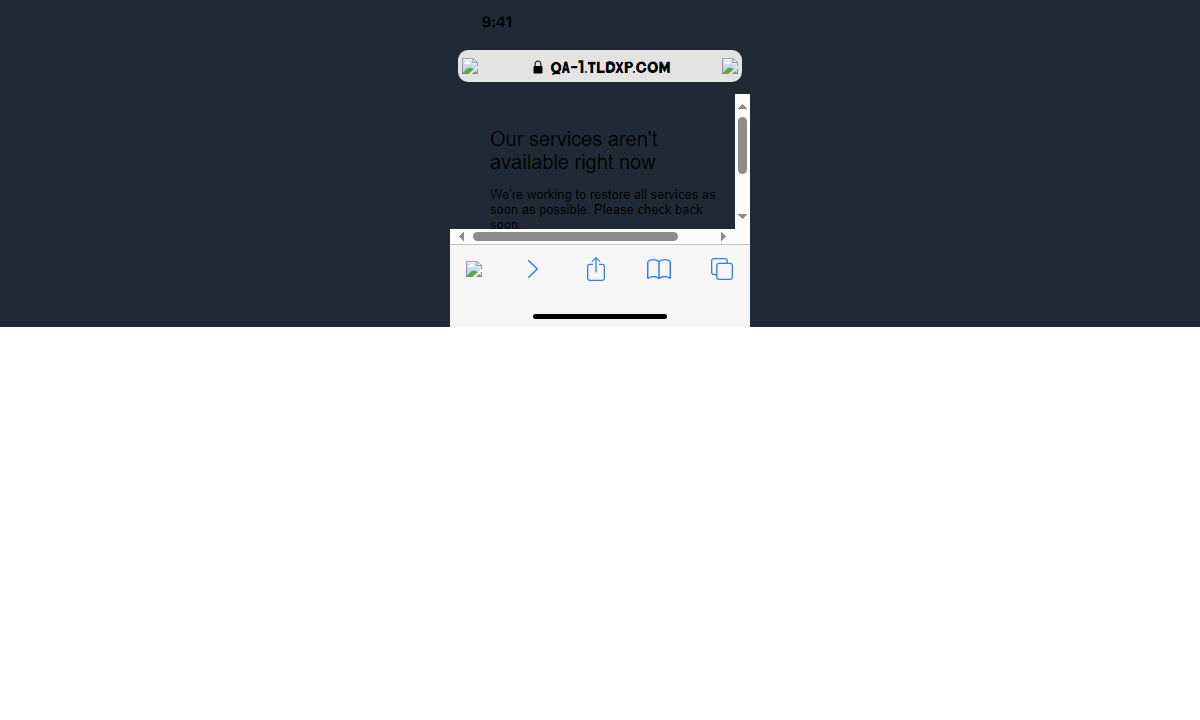 9:41
QA-1.TLDXP.COM
Our services aren't
available right now
We're working to restore all services as
soon as possible. Please check back
soon.